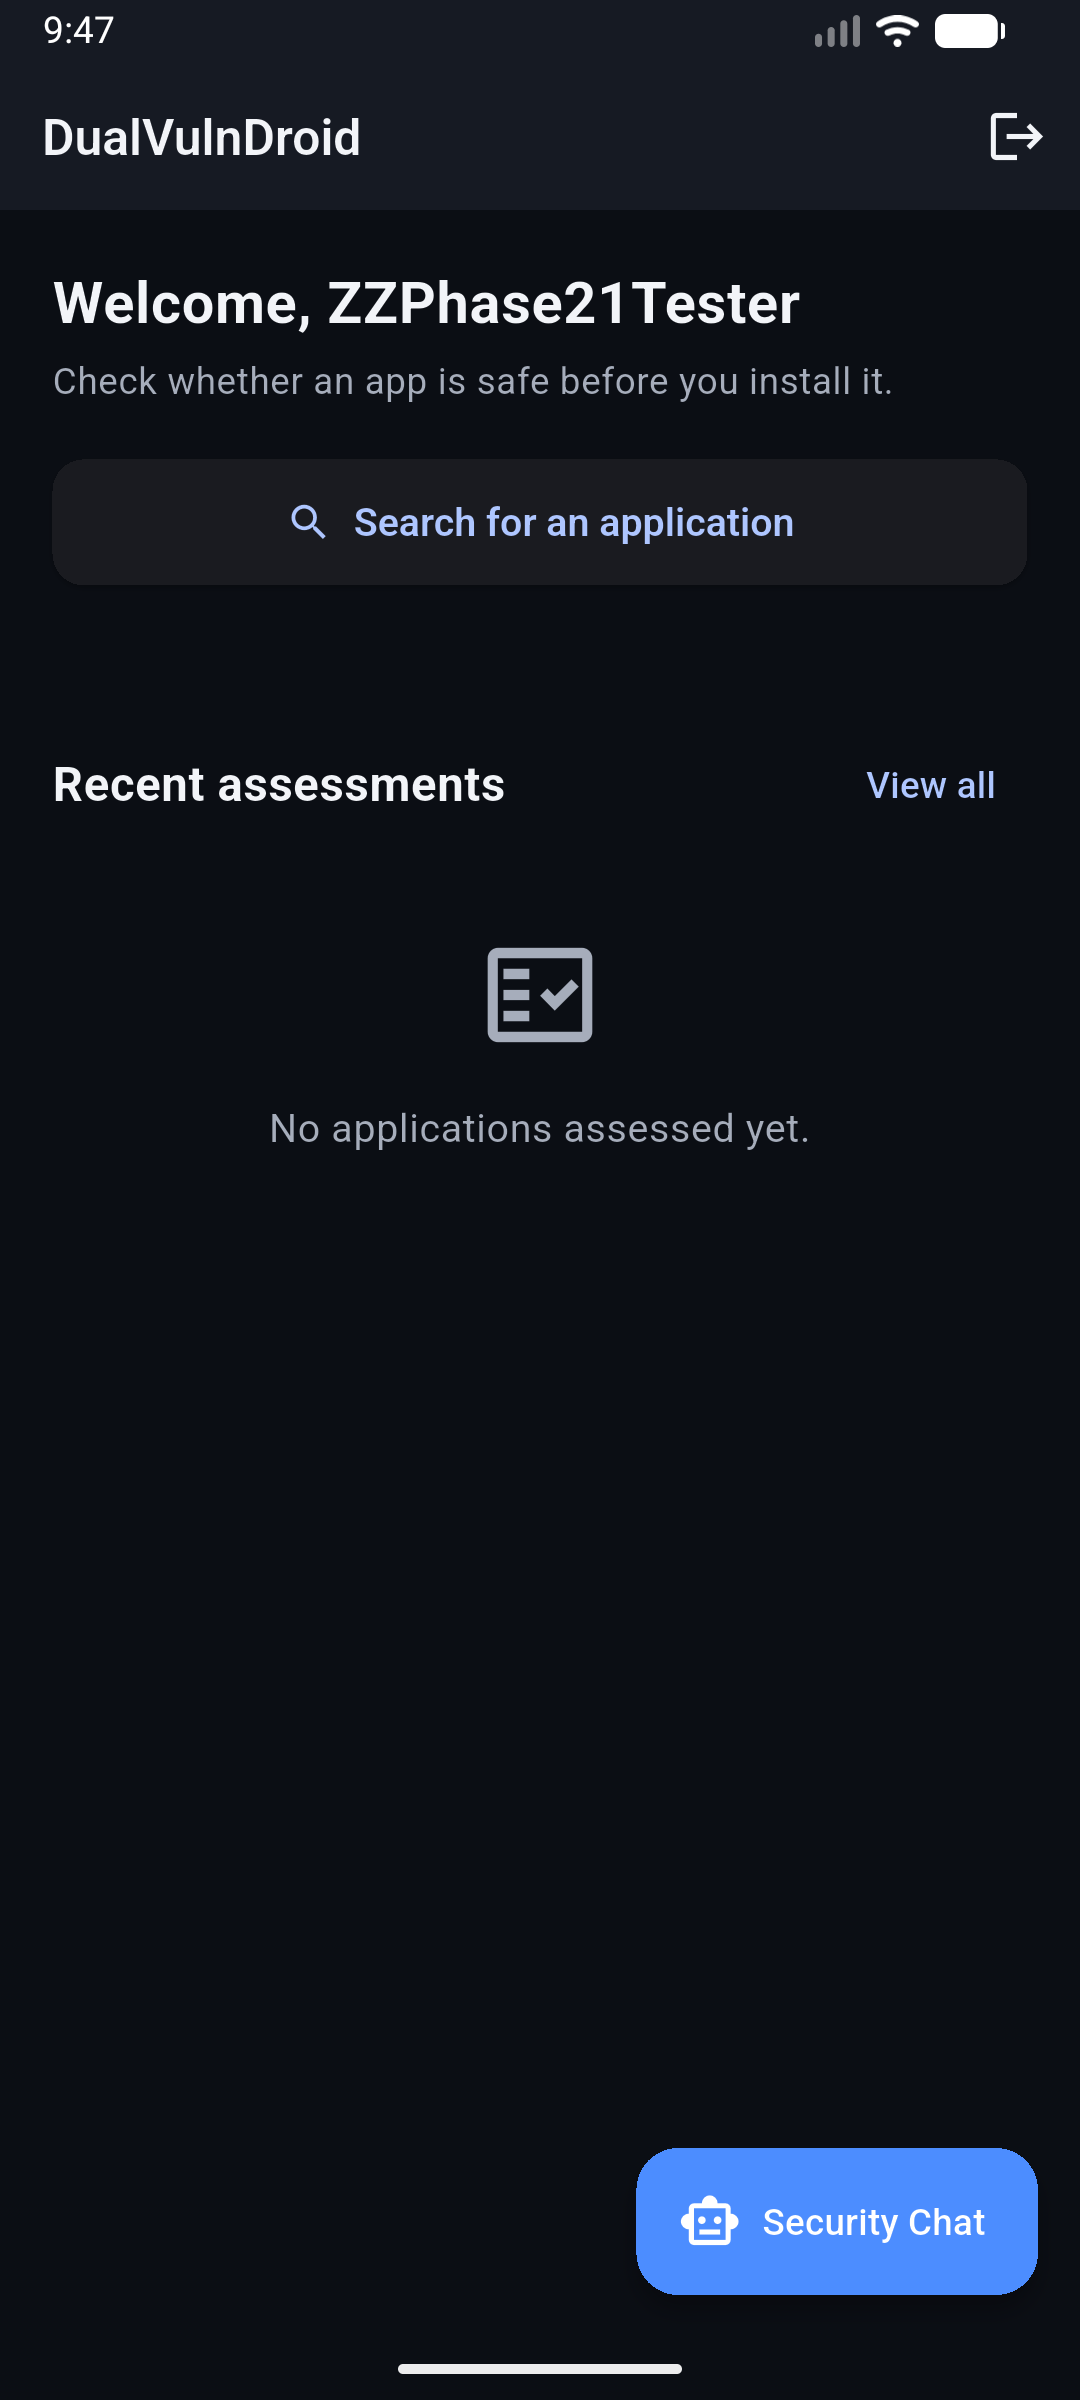 9:47
DualVulnDroid
Welcome, ZZPhase21Tester
Check whether an app is safe before you install it.
Search for an application
Recent assessments
View all
No applications assessed yet.
Security Chat